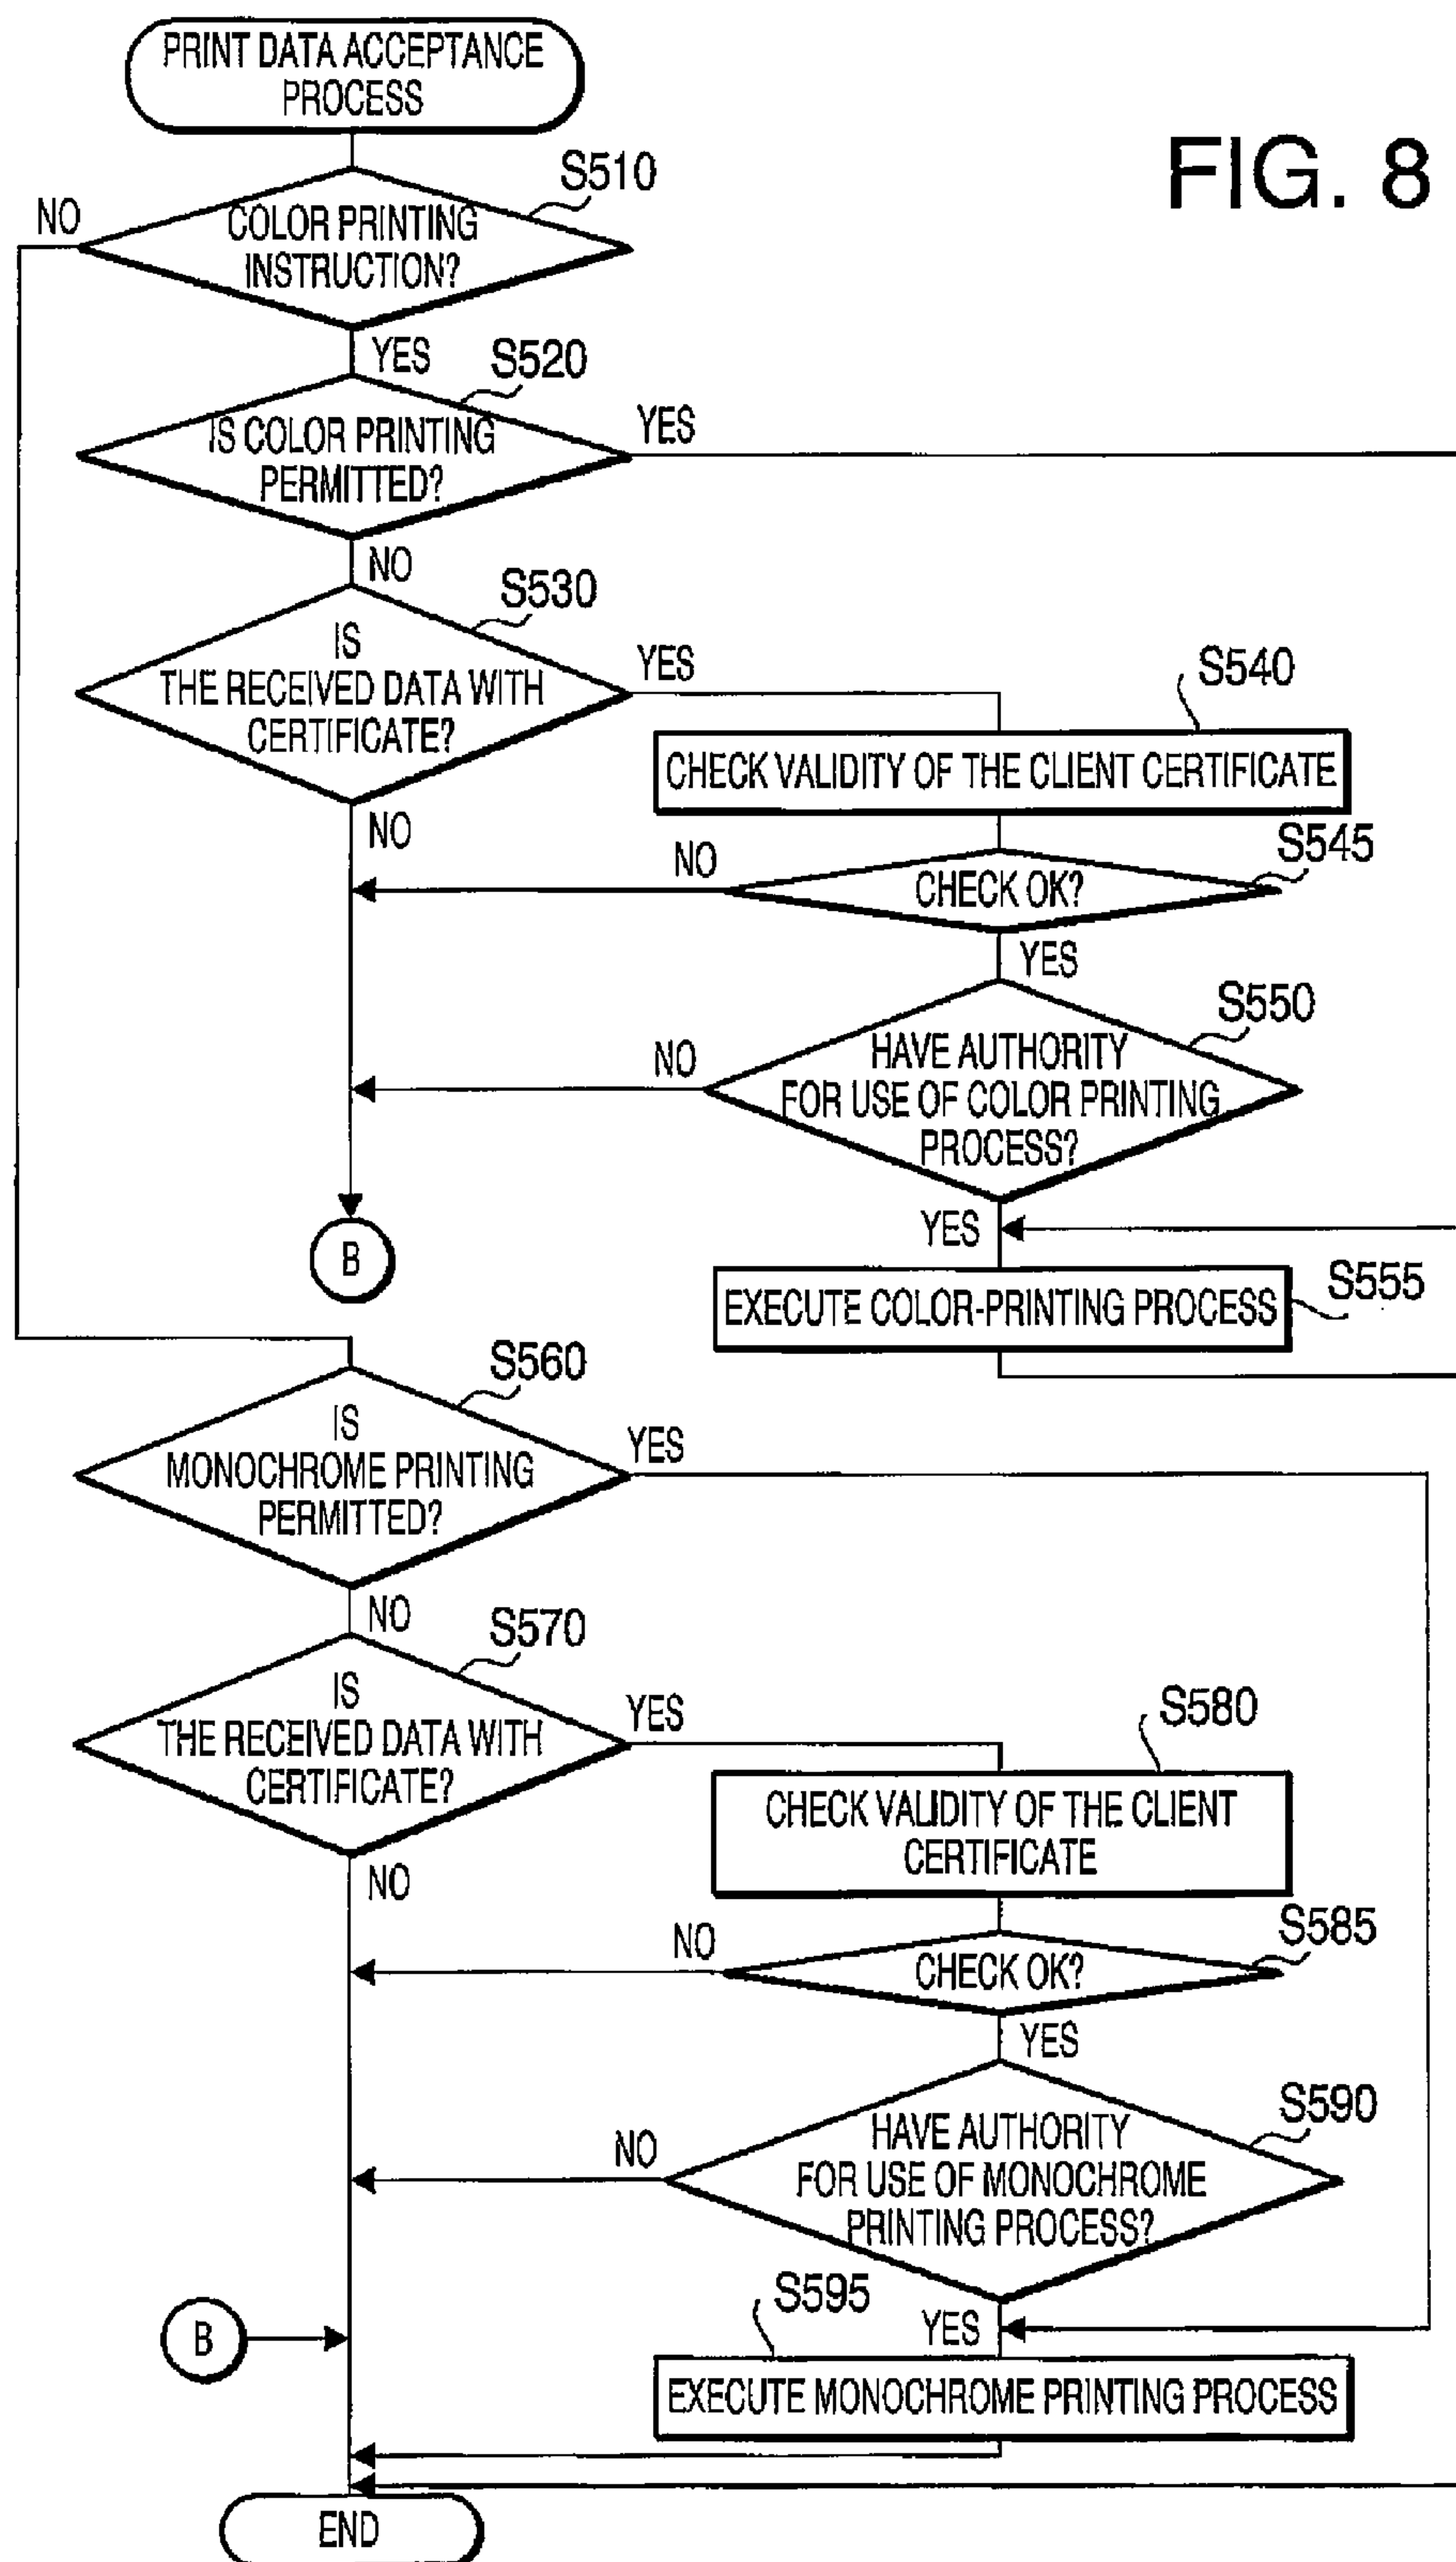 PRINT DATA ACCEPTANCE
PROCESS
FIG. 8
S510
NO
COLOR PRINTING
INSTRUCTION?
YES
S520
IS COLOR PRINTING
PERMITTED?
YES
NO
S530
IS
THE RECEIVED DATA WITH
CERTIFICATE?
YES
S540
CHECK VALIDITY OF THE CLIENT CERTIFICATE
NO
S545
NO
CHECK OK?
YES
S550
NO
HAVE AUTHORITY
FOR USE OF COLOR PRINTING
PROCESS?
YES
B
S555
EXECUTE COLOR-PRINTING PROCESS
S560
IS
MONOCHROME PRINTING
PERMITTED?
YES
NO
S570
IS
THE RECEIVED DATA WITH
CERTIFICATE?
YES
S580
CHECK VALIDITY OF THE CLIENT
CERTIFICATE
NO
S585
NO
CHECK OK?
YES
S590
NO
HAVE AUTHORITY
FOR USE OF MONOCHROME
PRINTING PROCESS?
S595
YES
B
EXECUTE MONOCHROME PRINTING PROCESS
END